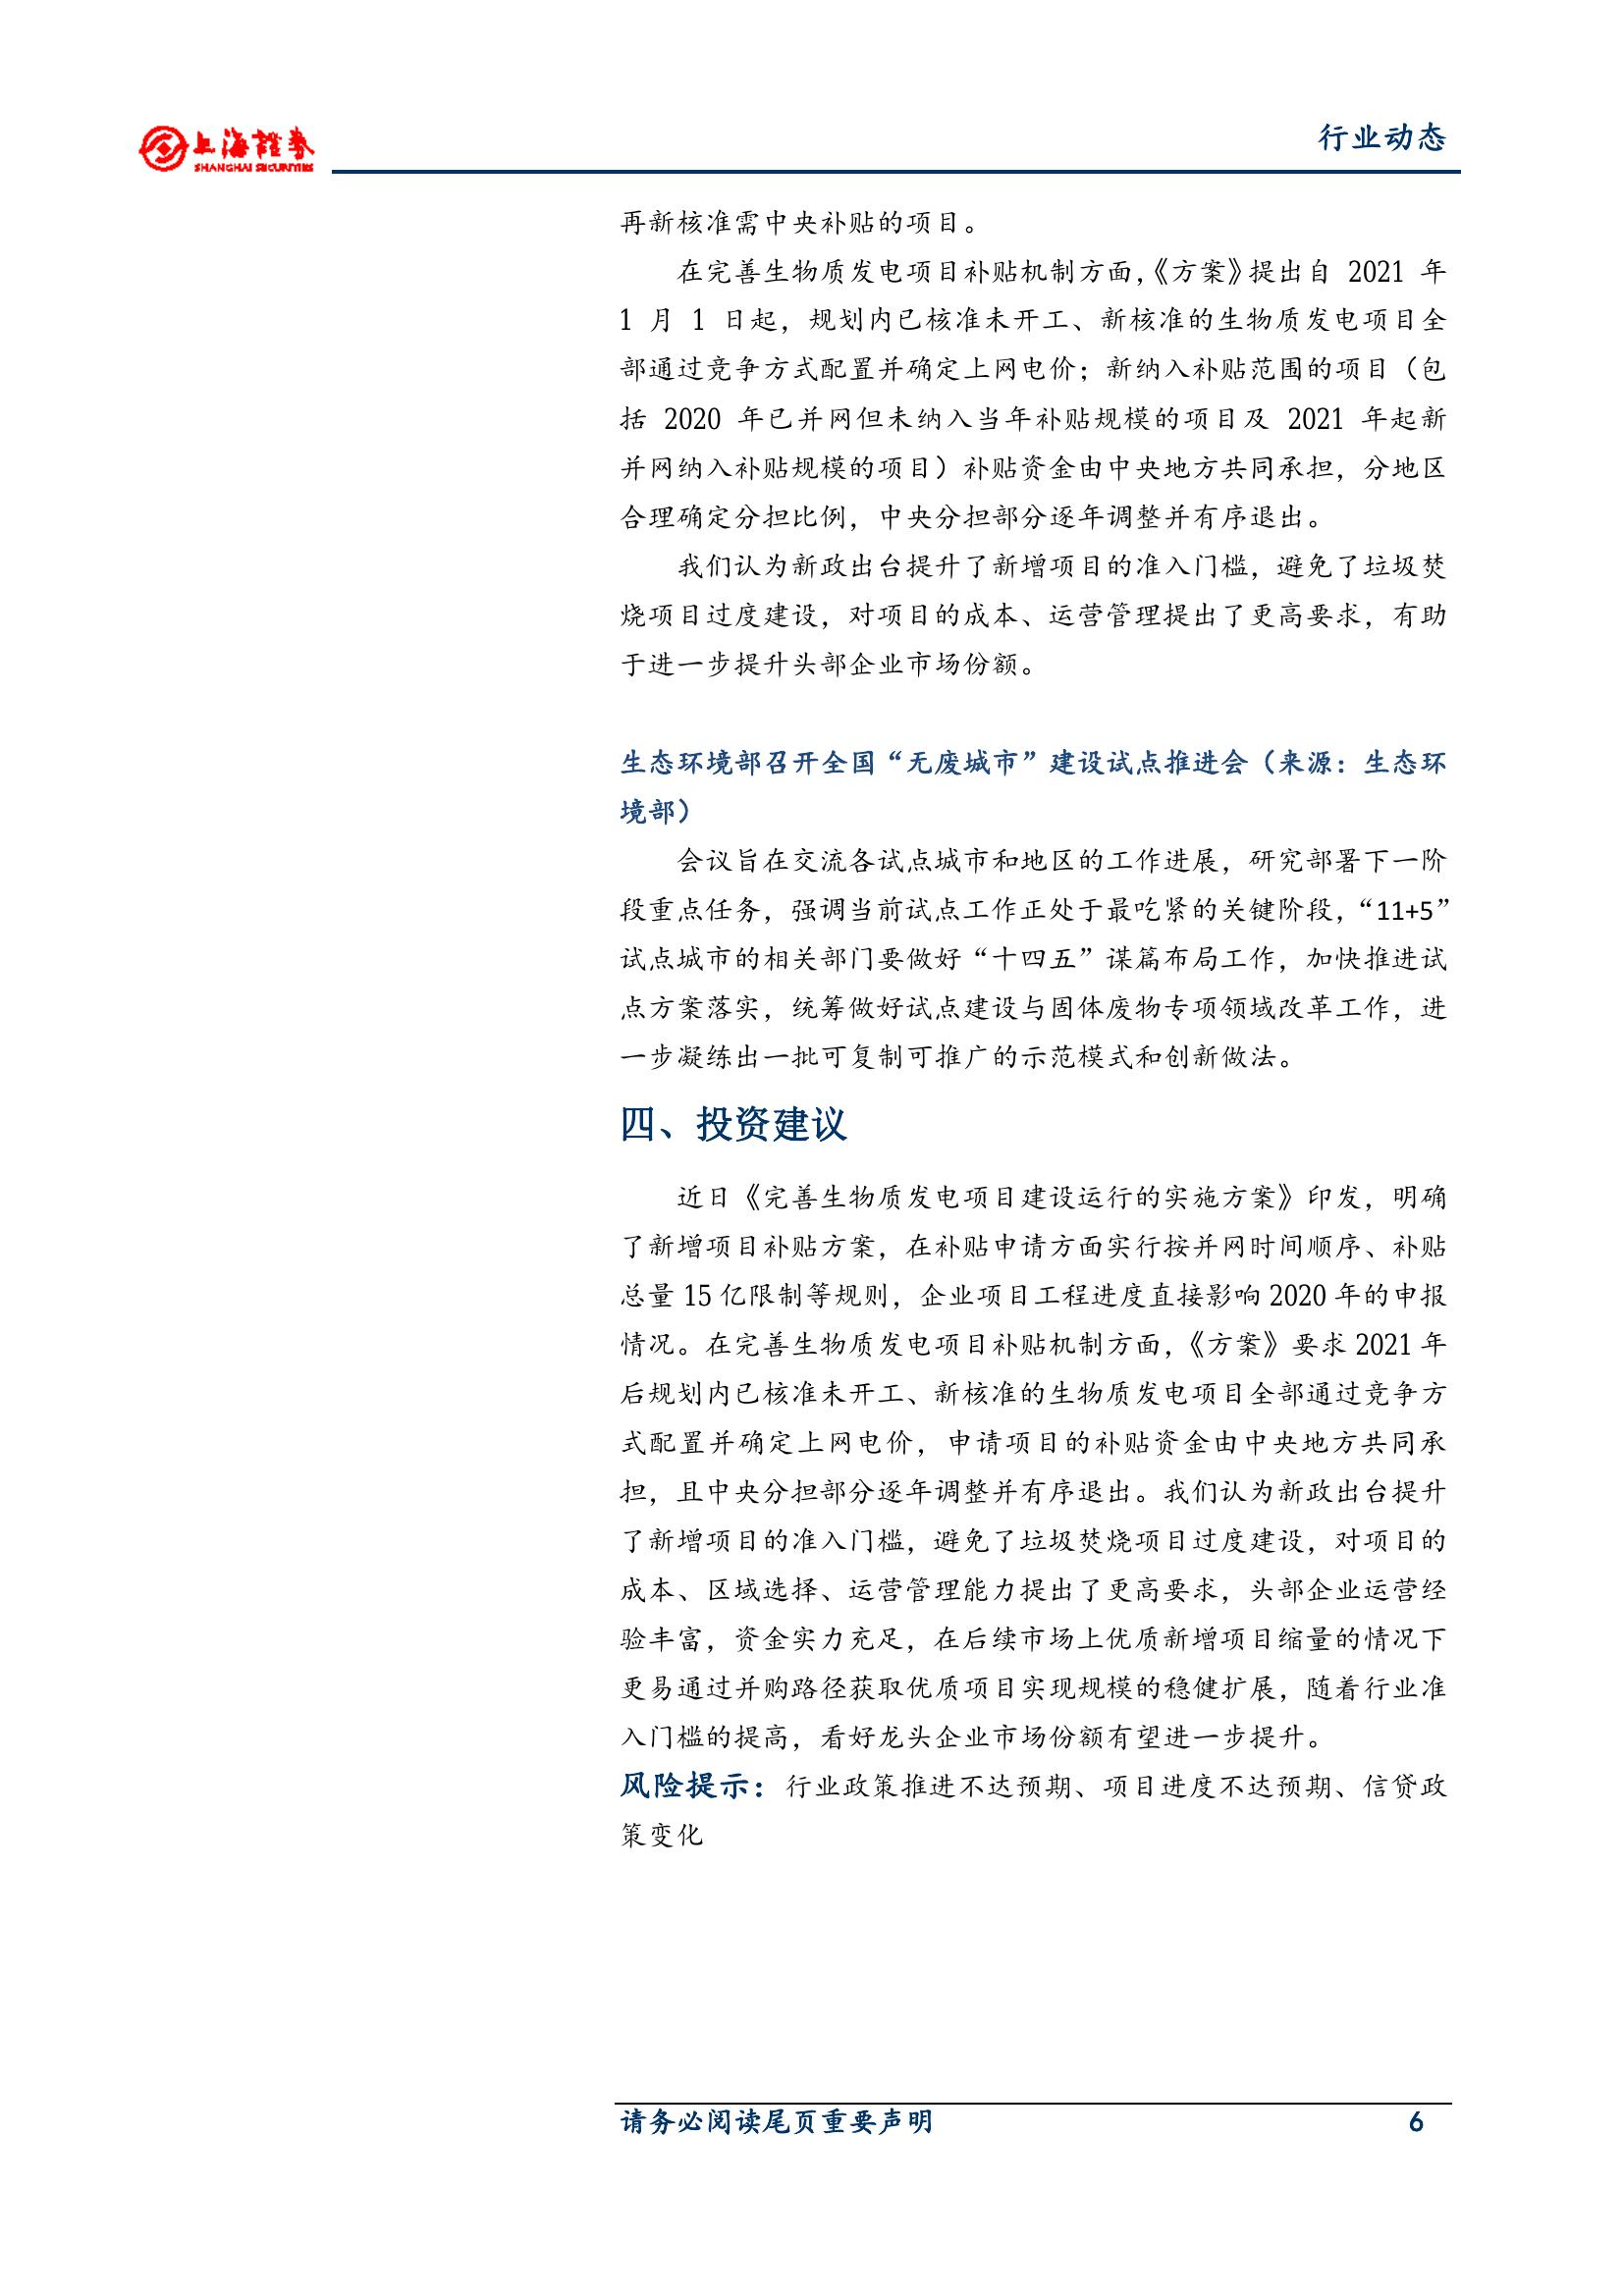 上海證券
SHANGHAI SECURITIES
行业动态
再新核准需中央补贴的项目。
在完善生物质发电项目补贴机制方面，《方案》提出自 2021 年
1 月 1 日起，规划内已核准未开工、新核准的生物质发电项目全
部通过竞争方式配置并确定上网电价；新纳入补贴范围的项目（包
括 2020 年已并网但未纳入当年补贴规模的项目及 2021 年起新
并网纳入补贴规模的项目）补贴资金由中央地方共同承担，分地区
合理确定分担比例，中央分担部分逐年调整并有序退出。
我们认为新政出台提升了新增项目的准入门槛，避免了垃圾焚
烧项目过度建设，对项目的成本、运营管理提出了更高要求，有助
于进一步提升头部企业市场份额。
生态环境部召开全国“无废城市”建设试点推进会（来源：生态环
境部）
会议旨在交流各试点城市和地区的工作进展，研究部署下一阶
段重点任务，强调当前试点工作正处于最吃紧的关键阶段，“11+5”
试点城市的相关部门要做好“十四五”谋篇布局工作，加快推进试
点方案落实，统筹做好试点建设与固体废物专项领域改革工作，进
一步凝练出一批可复制可推广的示范模式和创新做法。
四、投资建议
近日《完善生物质发电项目建设运行的实施方案》印发，明确
了新增项目补贴方案，在补贴申请方面实行按并网时间顺序、补贴
总量 15 亿限制等规则，企业项目工程进度直接影响 2020 年的申报
情况。在完善生物质发电项目补贴机制方面，《方案》要求 2021 年
后规划内已核准未开工、新核准的生物质发电项目全部通过竞争方
式配置并确定上网电价，申请项目的补贴资金由中央地方共同承
担，且中央分担部分逐年调整并有序退出。我们认为新政出台提升
了新增项目的准入门槛，避免了垃圾焚烧项目过度建设，对项目的
成本、区域选择、运营管理能力提出了更高要求，头部企业运营经
验丰富，资金实力充足，在后续市场上优质新增项目缩量的情况下
更易通过并购路径获取优质项目实现规模的稳健扩展，随着行业准
入门槛的提高，看好龙头企业市场份额有望进一步提升。
风险提示：行业政策推进不达预期、项目进度不达预期、信贷政
策变化
请务必阅读尾页重要声明 6